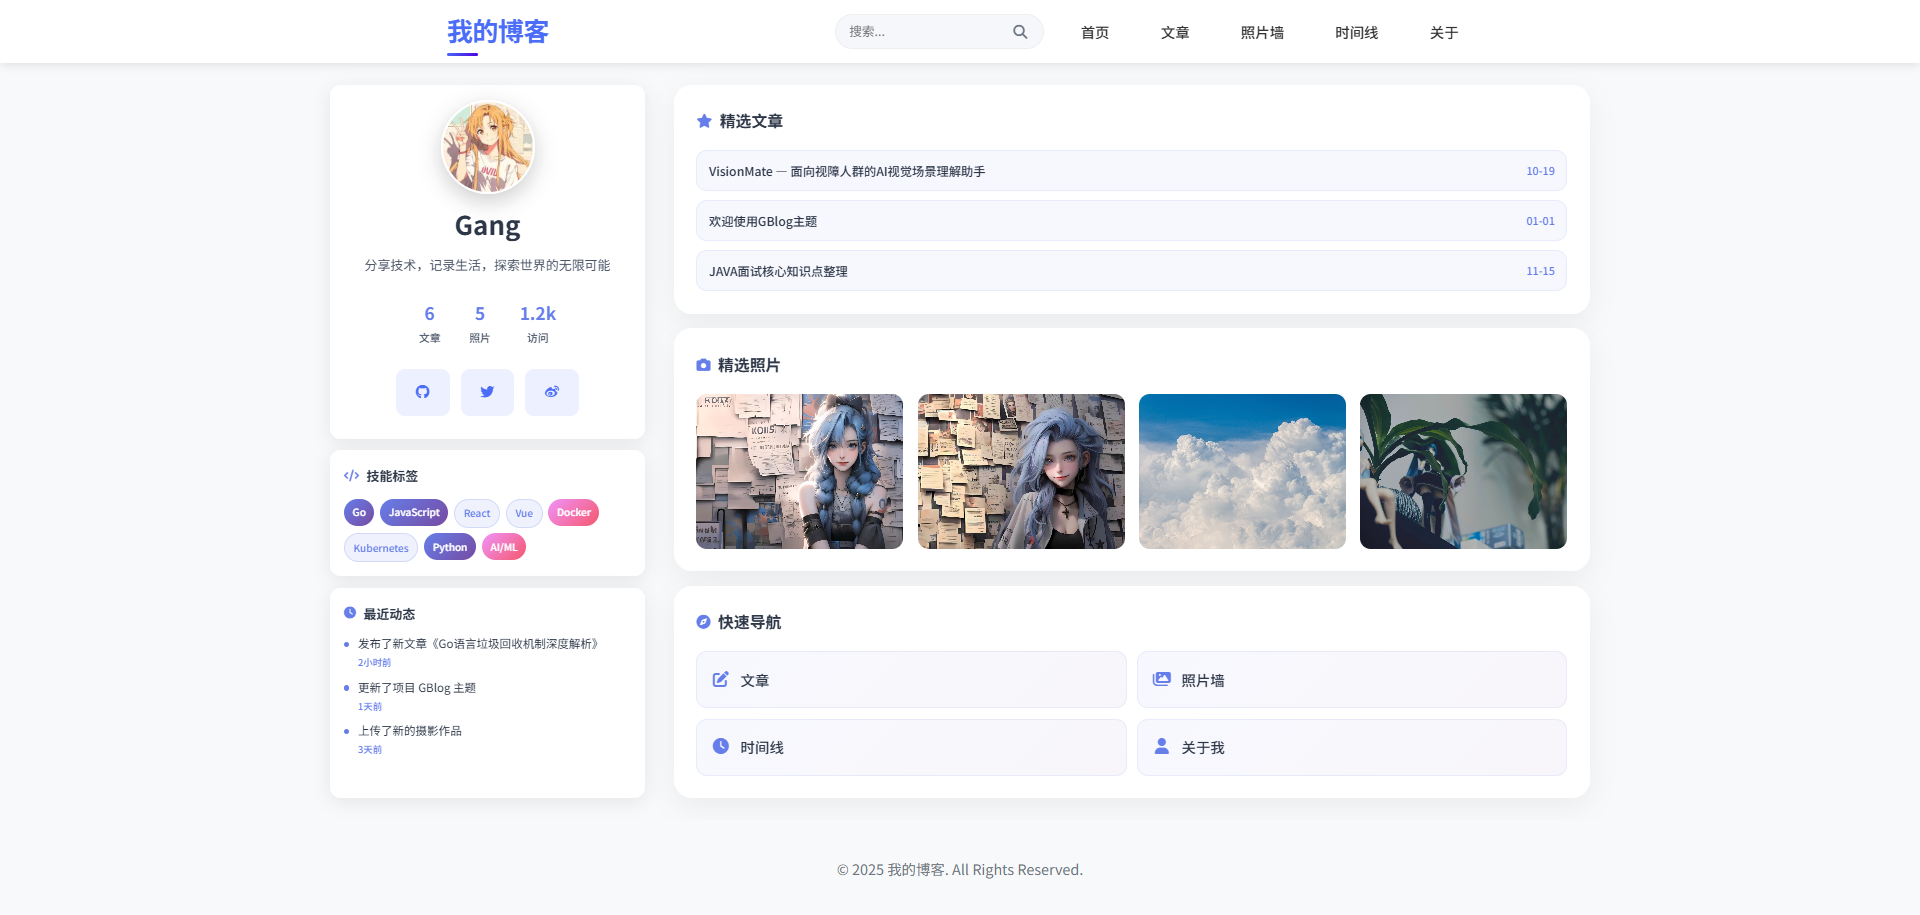 我的博客
搜索...
首页
文章
照片墙
时间线
关于
Gang
分享技术，记录生活，探索世界的无限可能
6
5
1.2k
文章
照片
访问
技能标签
Go
JavaScript
React
Vue
Docker
Kubernetes
Python
AI/ML
最近动态
发布了新文章《Go语言垃圾回收机制深度解析》
2小时前
更新了项目 GBlog 主题
1天前
上传了新的摄影作品
3天前
精选文章
VisionMate — 面向视障人群的AI视觉场景理解助手
10-19
欢迎使用GBlog主题
01-01
JAVA面试核心知识点整理
11-15
精选照片
快速导航
文章
照片墙
时间线
关于我
© 2025 我的博客. All Rights Reserved.